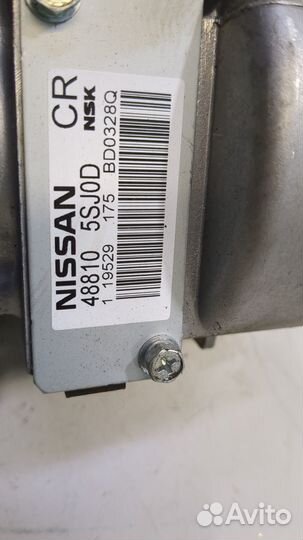 NISSAN CR
48810 5SJ0D NSK
1 19529 175 BD0328Q
Avito